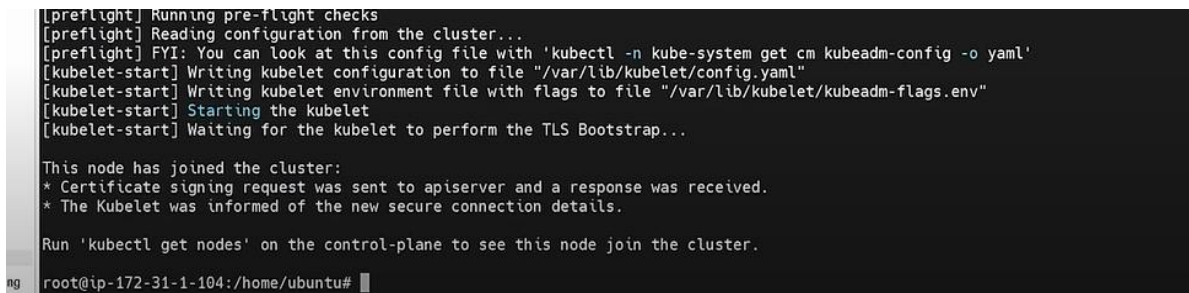 [preflight] Running pre-flight checks
[preflight] Reading configuration from the cluster...
[preflight] FYI: You can look at this config file with 'kubectl -n kube-system get cm kubeadm-config -o yaml'
[kubelet-start] Writing kubelet configuration to file "/var/lib/kubelet/config.yaml"
[kubelet-start] Writing kubelet environment file with flags to file "/var/lib/kubelet/kubeadm-flags.env"
[kubelet-start] Starting the kubelet
[kubelet-start] Waiting for the kubelet to perform the TLS Bootstrap...
This node has joined the cluster:
* Certificate signing request was sent to apiserver and a response was received.
* The Kubelet was informed of the new secure connection details.
Run 'kubectl get nodes' on the control-plane to see this node join the cluster.
ng root@ip-172-31-1-104:/home/ubuntu#